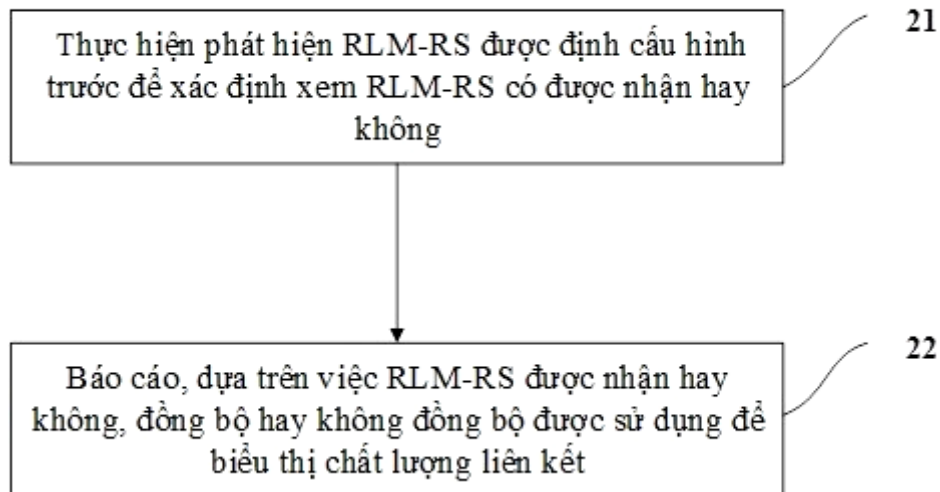 21
Thực hiện phát hiện RLM-RS được định cấu hình
trước để xác định xem RLM-RS có được nhận hay
không
22
Báo cáo, dựa trên việc RLM-RS được nhận hay
không, đồng bộ hay không đồng bộ được sử dụng để
biểu thị chất lượng liên kết